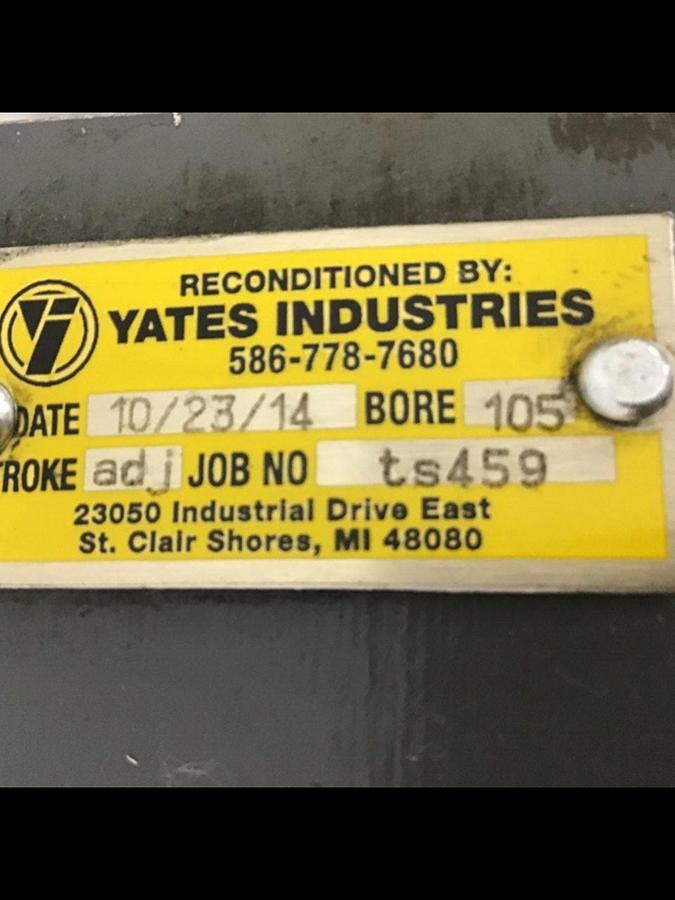 RECONDITIONED BY:
YATES INDUSTRIES
586-778-7680
DATE 10/23/14 BORE 105
ROKE adj JOB NO ts459
23050 Industrial Drive East
St. Clair Shores, MI 48080